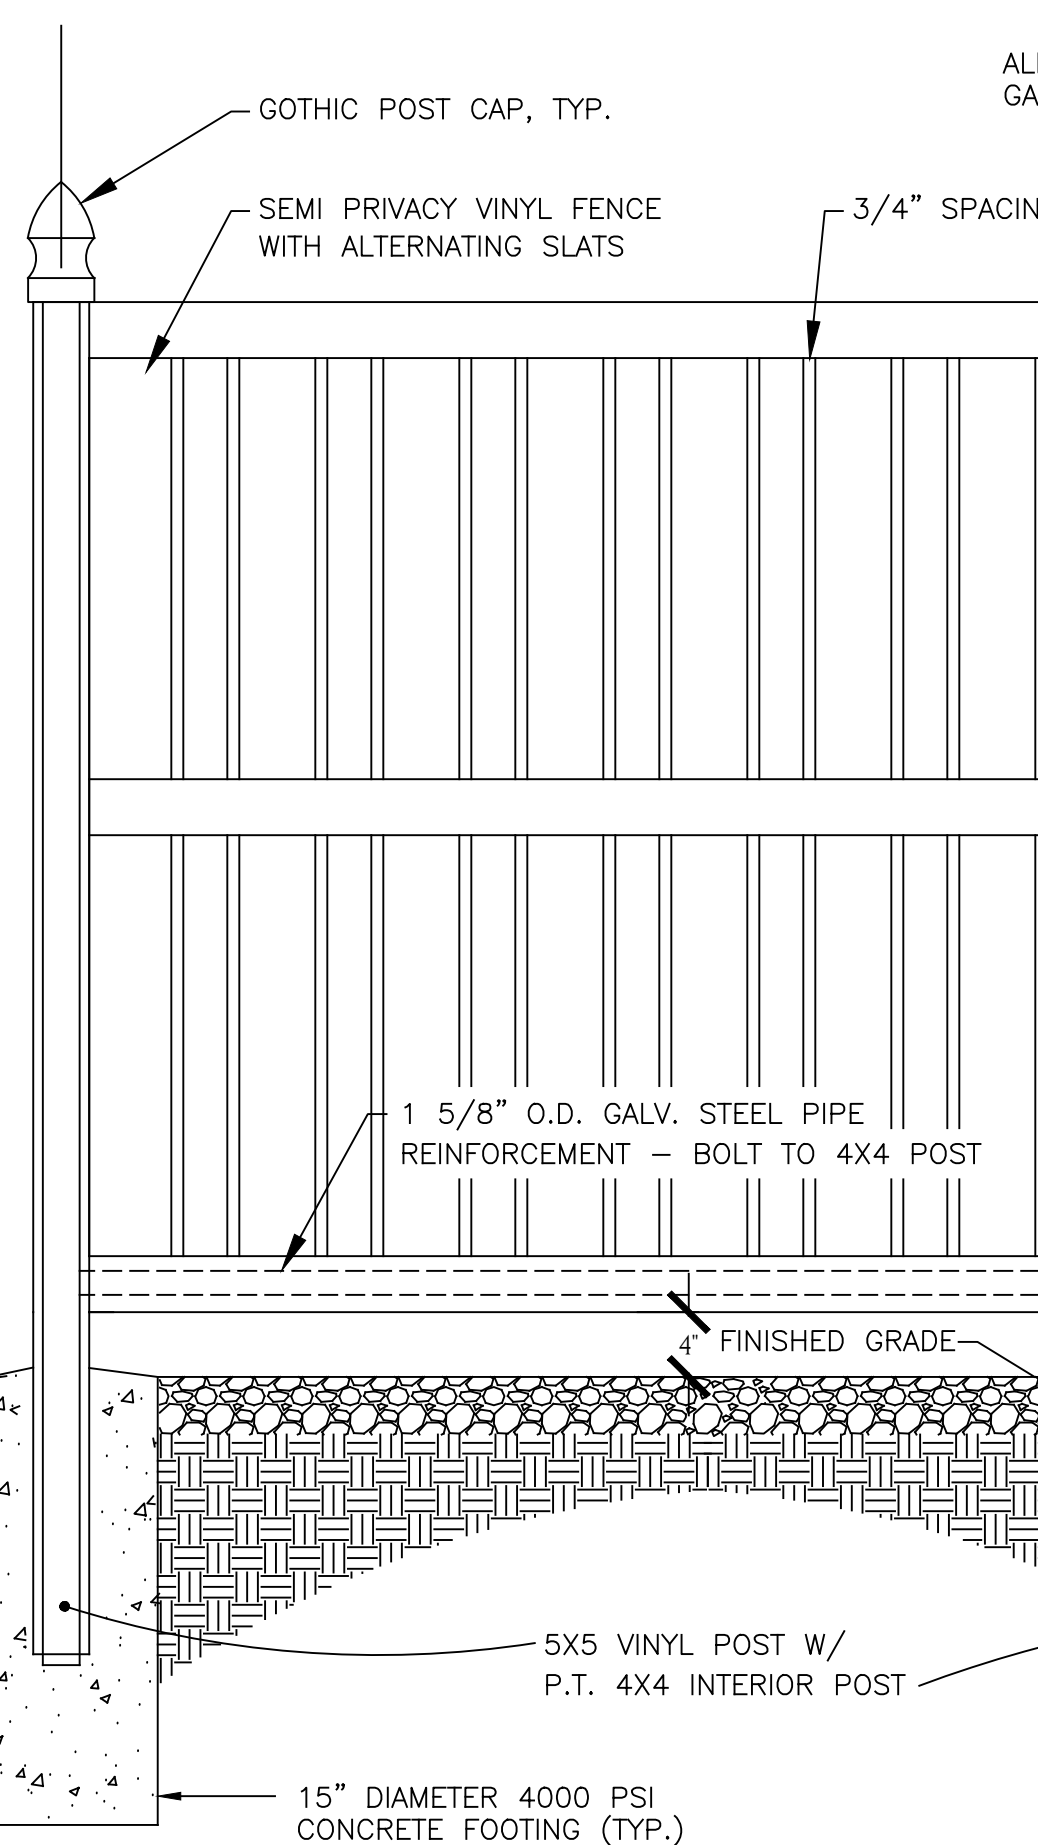 ALL
GA
GOTHIC POST CAP, TYP.
SEMI PRIVACY VINYL FENCE
WITH ALTERNATING SLATS
3/4” SPACIN
1 5/8” O.D. GALV. STEEL PIPE
REINFORCEMENT – BOLT TO 4X4 POST
4"
FINISHED GRADE
5X5 VINYL POST W/
P.T. 4X4 INTERIOR POST
15” DIAMETER 4000 PSI
CONCRETE FOOTING (TYP.)